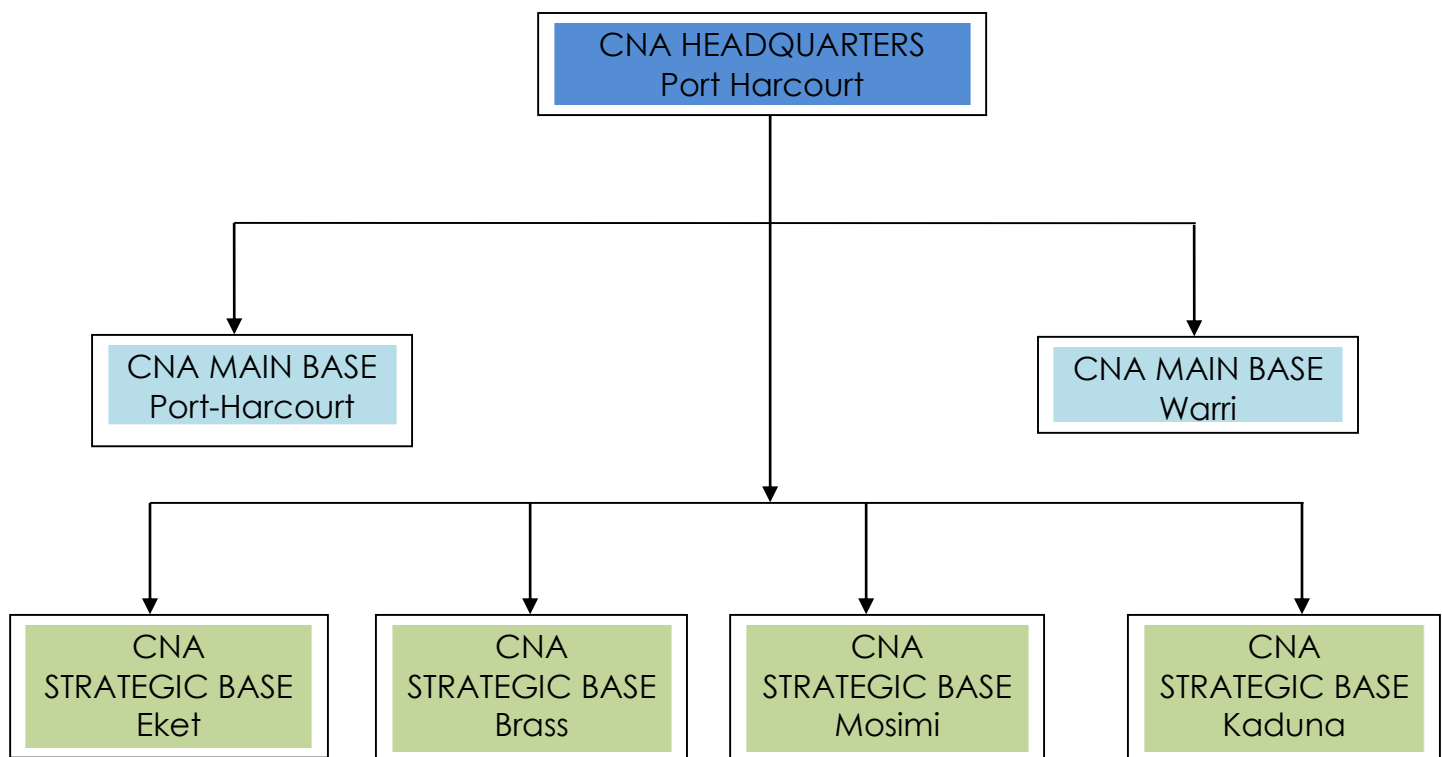 CNA HEADQUARTERS
Port Harcourt
CNA MAIN BASE
Port-Harcourt
CNA MAIN BASE
Warri
CNA
STRATEGIC BASE
Eket
CNA
STRATEGIC BASE
Brass
CNA
STRATEGIC BASE
Mosimi
CNA
STRATEGIC BASE
Kaduna